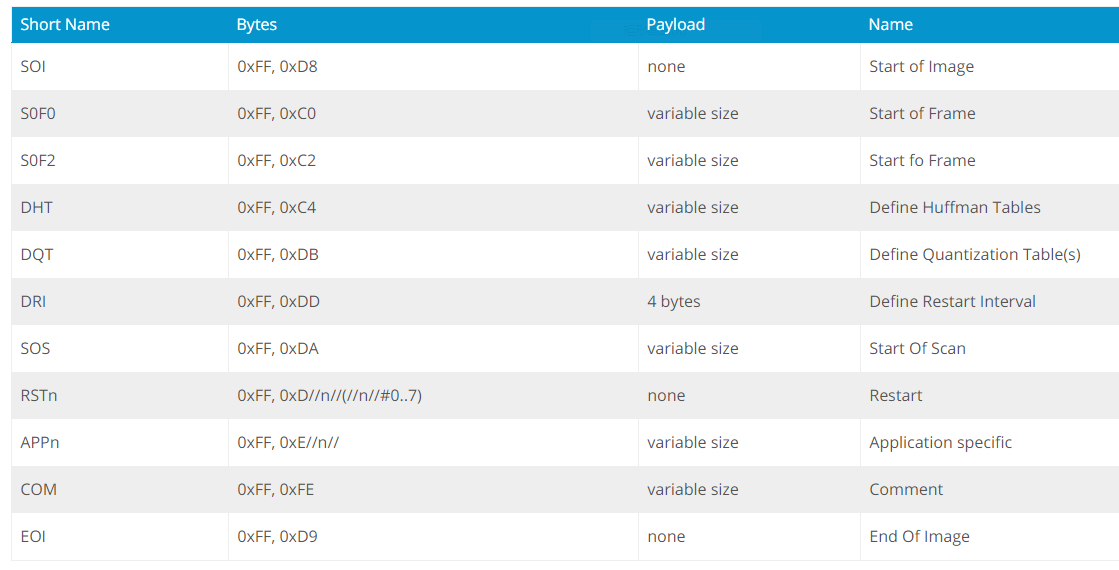 Short Name Bytes Payload Name
SOI 0xFF, 0xD8 none Start of Image
S0F0 0xFF, 0xC0 variable size Start of Frame
S0F2 0xFF, 0xC2 variable size Start fo Frame
DHT 0xFF, 0xC4 variable size Define Huffman Tables
DQT 0xFF, 0xDB variable size Define Quantization Table(s)
DRI 0xFF, 0xDD 4 bytes Define Restart Interval
SOS 0xFF, 0xDA variable size Start Of Scan
RSTn 0xFF, 0xD//n//(//n//#0..7) none Restart
APPn 0xFF, 0xE//n// variable size Application specific
COM 0xFF, 0xFE variable size Comment
EOI 0xFF, 0xD9 none End Of Image